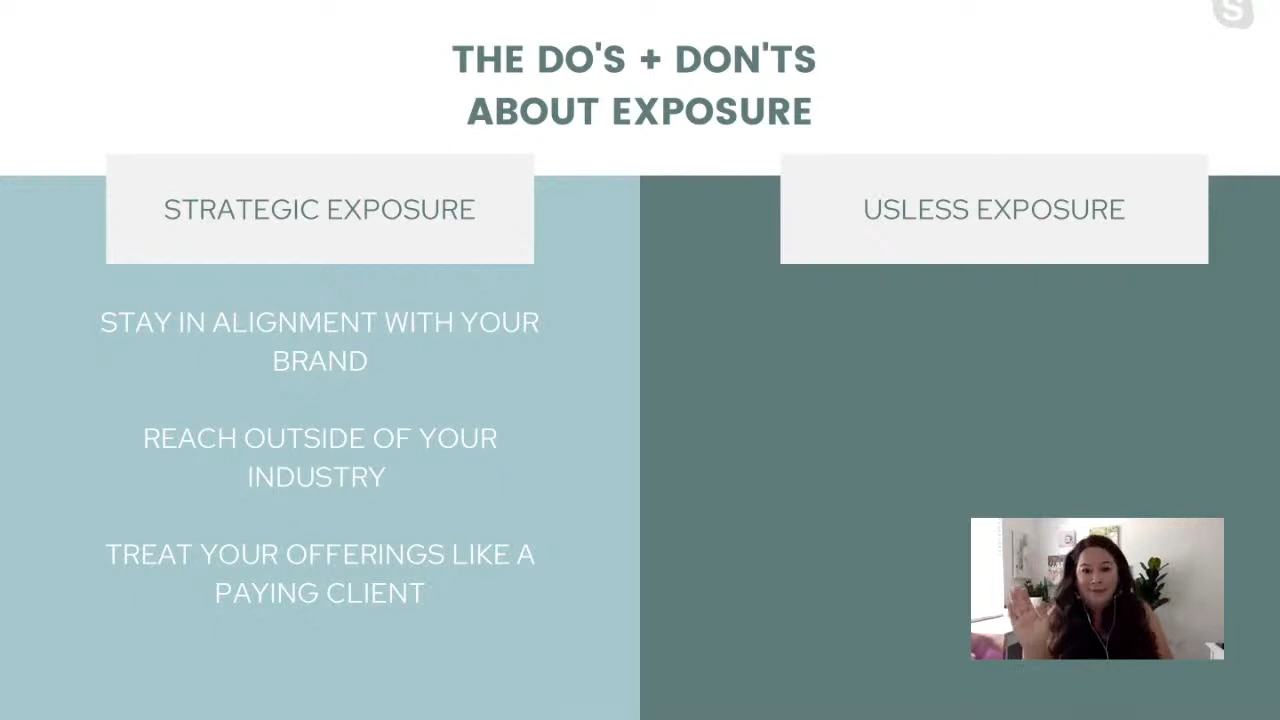 THE DO'S + DON'TS
ABOUT EXPOSURE
STRATEGIC EXPOSURE
STAY IN ALIGNMENT WITH YOUR
BRAND
REACH OUTSIDE OF YOUR
INDUSTRY
TREAT YOUR OFFERINGS LIKE A
PAYING CLIENT
USLESS EXPOSURE
S